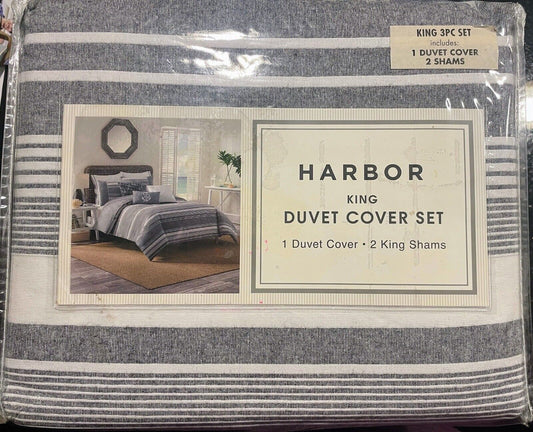 KING 3PC SET
includes:
1 DUVET COVER
2 SHAMS
HARBOR
KING
DUVET COVER SET
1 Duvet Cover • 2 King Shams